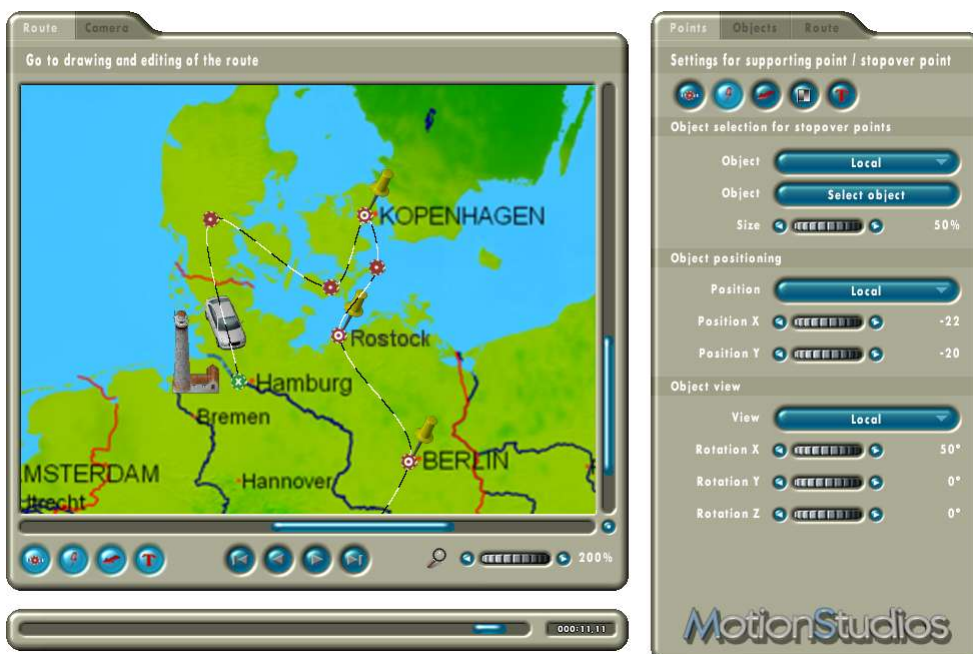 Route Camera
Go to drawing and editing of the route
KOPENHAGEN
Rostock
Hamburg
Bremen
BERLIN
MSTERDAM
Hannover
Utrecht
200%
000:11,11
Points Objects Route
Settings for supporting point / stopover point
Object selection for stopover points
Object Local
Object Select object
Size 50%
Object positioning
Position Local
Position X -22
Position Y -20
Object view
View Local
Rotation X 50°
Rotation Y 0°
Rotation Z 0°
MotionStudios